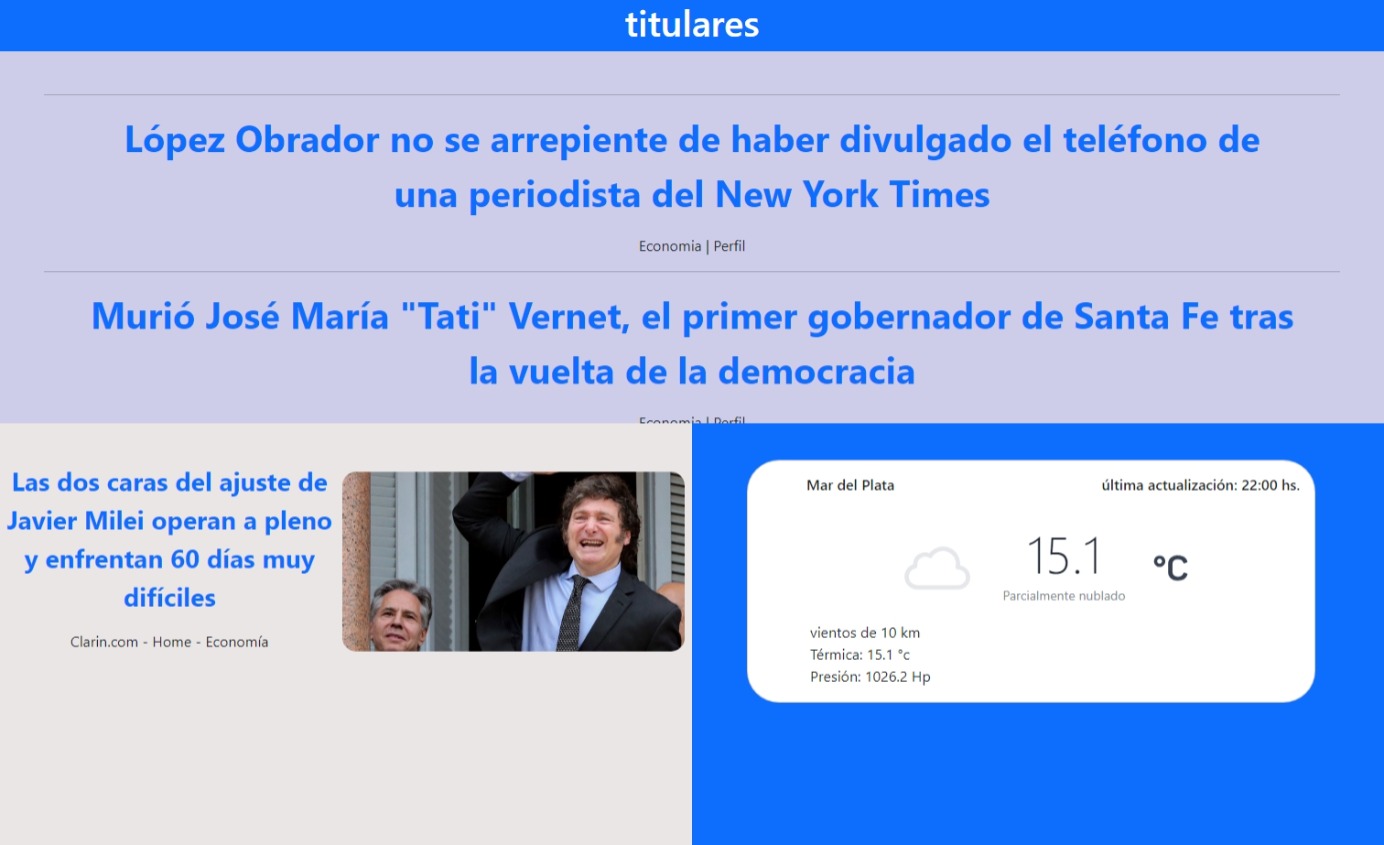 titulares
López Obrador no se arrepiente de haber divulgado el teléfono de
una periodista del New York Times
Economia | Perfil
Murió José María "Tati" Vernet, el primer gobernador de Santa Fe tras
la vuelta de la democracia
Economia | Perfil
Las dos caras del ajuste de
Javier Milei operan a pleno
y enfrentan 60 días muy
difíciles
Clarin.com - Home - Economía
Mar del Plata
última actualización: 22:00 hs.
15.1 °C
Parcialmente nublado
vientos de 10 km
Térmica: 15.1 °c
Presión: 1026.2 Hp